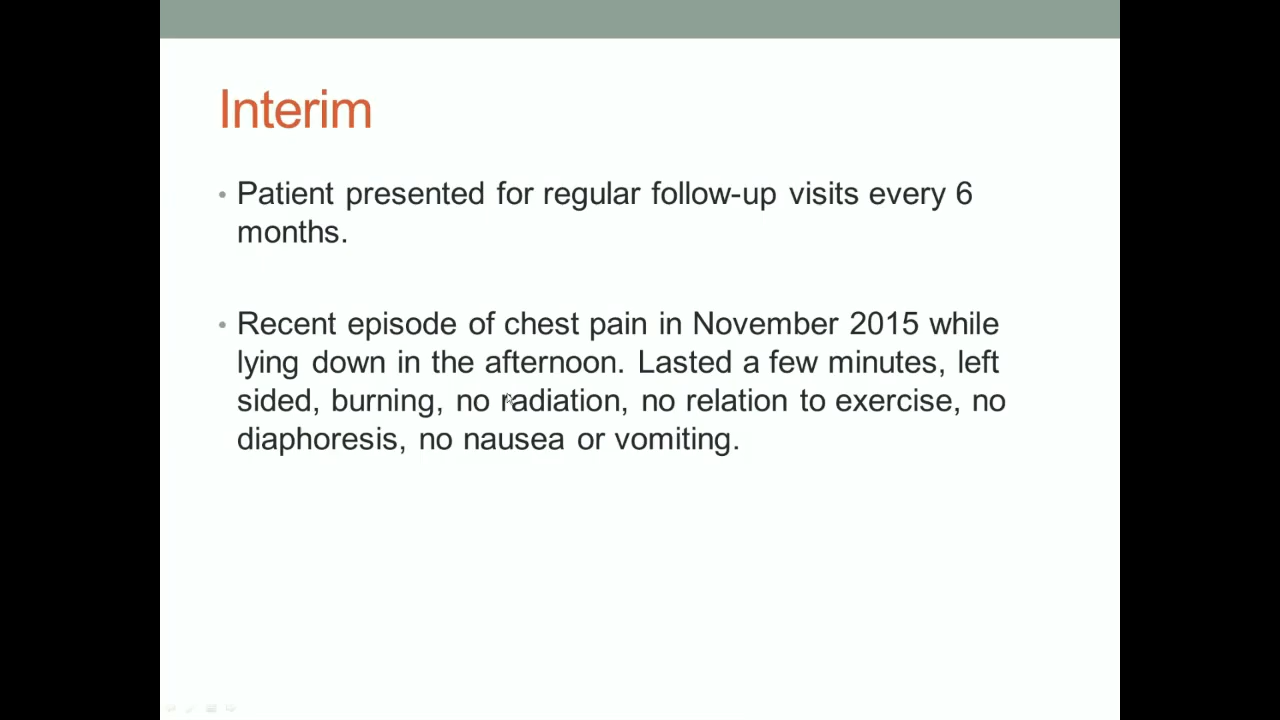 Interim
• Patient presented for regular follow-up visits every 6
months.
• Recent episode of chest pain in November 2015 while
lying down in the afternoon. Lasted a few minutes, left
sided, burning, no radiation, no relation to exercise, no
diaphoresis, no nausea or vomiting.